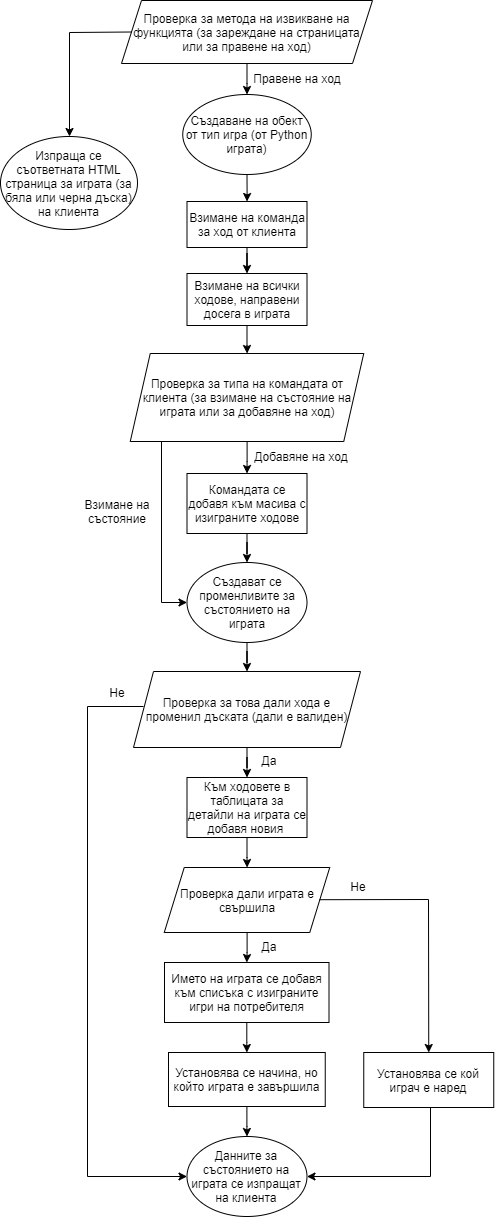 Проверка за метода на извикване на
функцията (за зареждане на страницата
или за правене на ход)
Правене на ход
Създаване на обект
от тип игра (от Python
играта)
Изпраща се
съответната HTML
страница за играта (за
бяла или черна дъска)
на клиента
Взимане на команда
за ход от клиента
Взимане на всички
ходове, направени
досега в играта
Проверка за типа на командата от
клиента (за взимане на състояние на
играта или за добавяне на ход)
Добавяне на ход
Взимане на
състояние
Командата се
добавя към масива с
изиграните ходове
Създават се
променливите за
състоянието на
играта
Не
Проверка за това дали хода е
променил дъската (дали е валиден)
Да
Към ходовете в
таблицата за
детайли на играта се
добавя новия
Проверка дали играта е
свършила
Не
Да
Името на играта се добавя
към списъка с изиграните
игри на потребителя
Установява се начина, но
който играта е завършила
Установява се кой
играч е наред
Данните за
състоянието на
играта се изпращат
на клиента